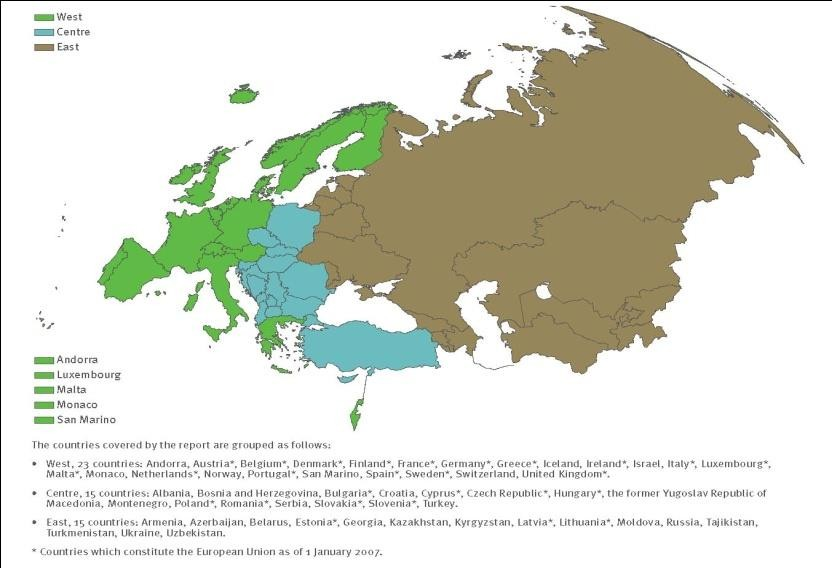 West
Centre
East
Andorra
Luxembourg
Malta
Monaco
San Marino
The countries covered by the report are grouped as follows:
• West, 23 countries: Andorra, Austria*, Belgium*, Denmark*, Finland*, France*, Germany*, Greece*, Iceland, Ireland*, Israel, Italy*, Luxembourg*,
Malta*, Monaco, Netherlands*, Norway, Portugal*, San Marino, Spain*, Sweden*, Switzerland, United Kingdom*.
• Centre, 15 countries: Albania, Bosnia and Herzegovina, Bulgaria*, Croatia, Cyprus*, Czech Republic*, Hungary*, the former Yugoslav Republic of
Macedonia, Montenegro, Poland*, Romania*, Serbia, Slovakia*, Slovenia*, Turkey.
• East, 15 countries: Armenia, Azerbaijan, Belarus, Estonia*, Georgia, Kazakhstan, Kyrgyzstan, Latvia*, Lithuania*, Moldova, Russia, Tajikistan,
Turkmenistan, Ukraine, Uzbekistan.
* Countries which constitute the European Union as of 1 January 2007.